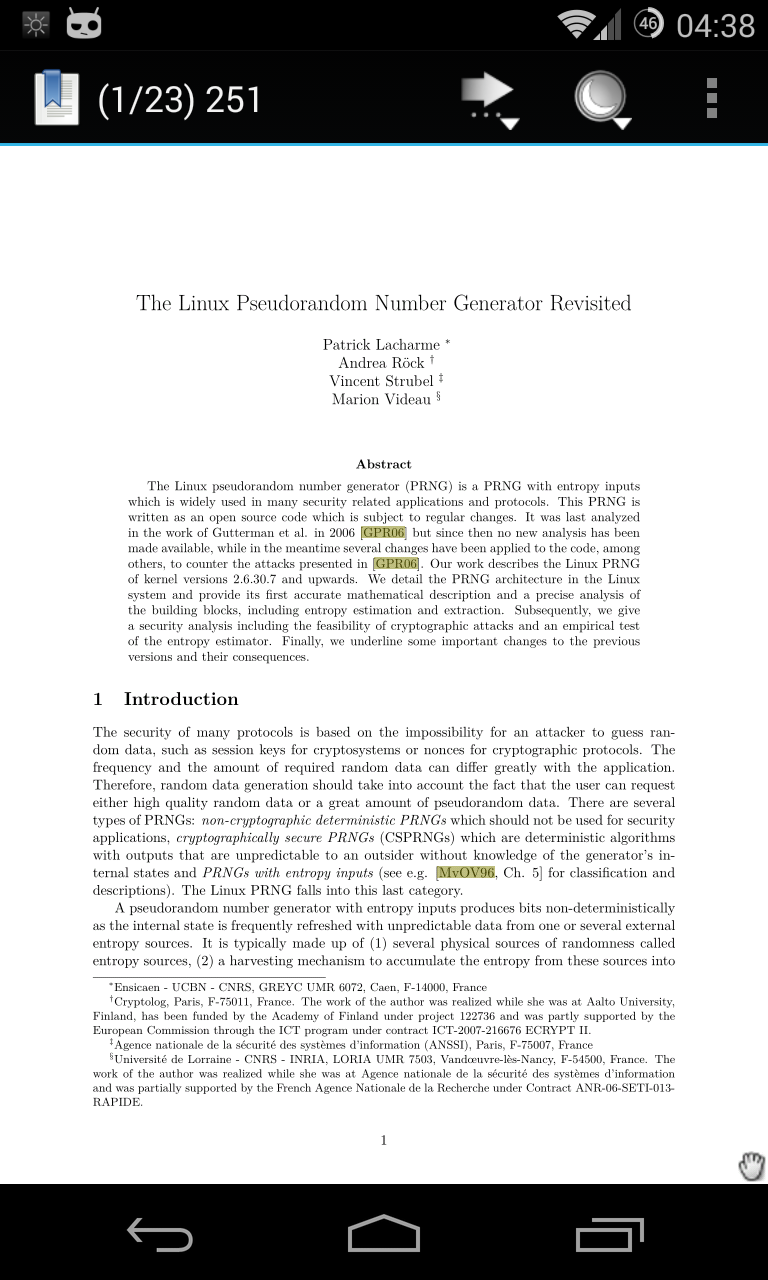 46 04:38
(1/23) 251
The Linux Pseudorandom Number Generator Revisited
Patrick Lacharme *
Andrea Röck †
Vincent Strubel ‡
Marion Videau §
Abstract
The Linux pseudorandom number generator (PRNG) is a PRNG with entropy inputs
which is widely used in many security related applications and protocols. This PRNG is
written as an open source code which is subject to regular changes. It was last analyzed
in the work of Gutterman et al. in 2006 [GPR06] but since then no new analysis has been
made available, while in the meantime several changes have been applied to the code, among
others, to counter the attacks presented in [GPR06]. Our work describes the Linux PRNG
of kernel versions 2.6.30.7 and upwards. We detail the PRNG architecture in the Linux
system and provide its first accurate mathematical description and a precise analysis of
the building blocks, including entropy estimation and extraction. Subsequently, we give
a security analysis including the feasibility of cryptographic attacks and an empirical test
of the entropy estimator. Finally, we underline some important changes to the previous
versions and their consequences.
1 Introduction
The security of many protocols is based on the impossibility for an attacker to guess ran-
dom data, such as session keys for cryptosystems or nonces for cryptographic protocols. The
frequency and the amount of required random data can differ greatly with the application.
Therefore, random data generation should take into account the fact that the user can request
either high quality random data or a great amount of pseudorandom data. There are several
types of PRNGs: non-cryptographic deterministic PRNGs which should not be used for security
applications, cryptographically secure PRNGs (CSPRNGs) which are deterministic algorithms
with outputs that are unpredictable to an outsider without knowledge of the generator's in-
ternal states and PRNGs with entropy inputs (see e.g. [MvOV96, Ch. 5] for classification and
descriptions). The Linux PRNG falls into this last category.
A pseudorandom number generator with entropy inputs produces bits non-deterministically
as the internal state is frequently refreshed with unpredictable data from one or several external
entropy sources. It is typically made up of (1) several physical sources of randomness called
entropy sources, (2) a harvesting mechanism to accumulate the entropy from these sources into
*Ensicaen - UCBN - CNRS, GREYC UMR 6072, Caen, F-14000, France
†Cryptolog, Paris, F-75011, France. The work of the author was realized while she was at Aalto University,
Finland, has been funded by the Academy of Finland under project 122736 and was partly supported by the
European Commission through the ICT program under contract ICT-2007-216676 ECRYPT II.
‡Agence nationale de la sécurité des systèmes d'information (ANSSI), Paris, F-75007, France
§Université de Lorraine - CNRS - INRIA, LORIA UMR 7503, Vandœuvre-lès-Nancy, F-54500, France. The
work of the author was realized while she was at Agence nationale de la sécurité des systèmes d'information
and was partially supported by the French Agence Nationale de la Recherche under Contract ANR-06-SETI-013-
RAPIDE.
1